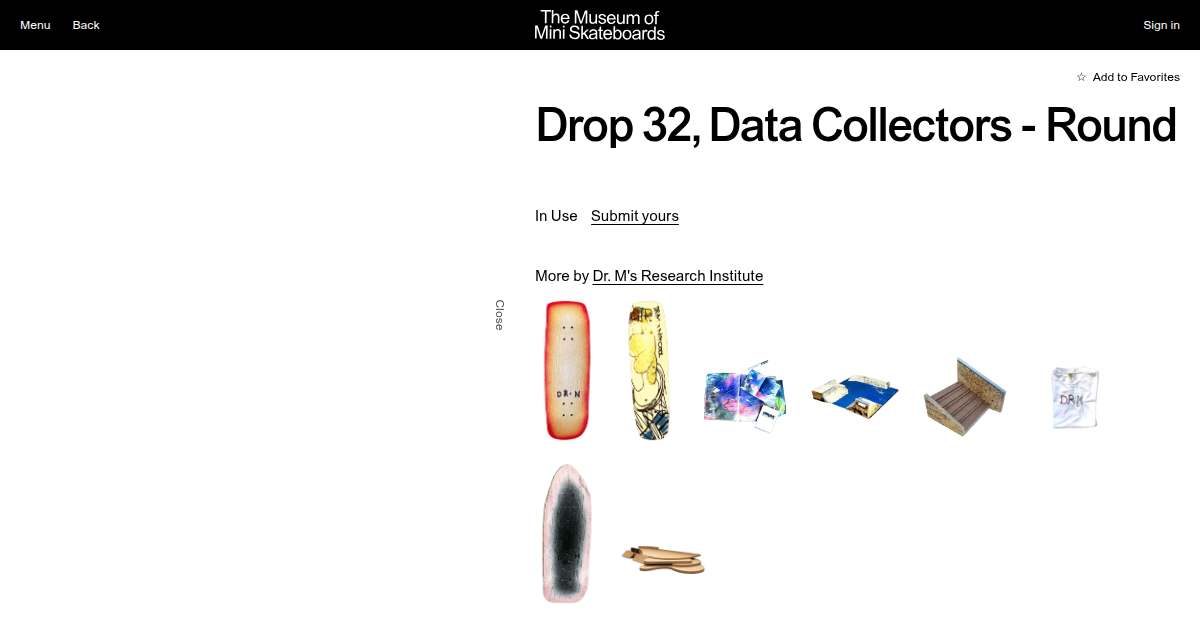 Menu
Back
The Museum of
Mini Skateboards
Sign in
☆ Add to Favorites
Drop 32, Data Collectors - Round
In Use Submit yours
More by Dr. M's Research Institute
Close
DR·M
DR·M